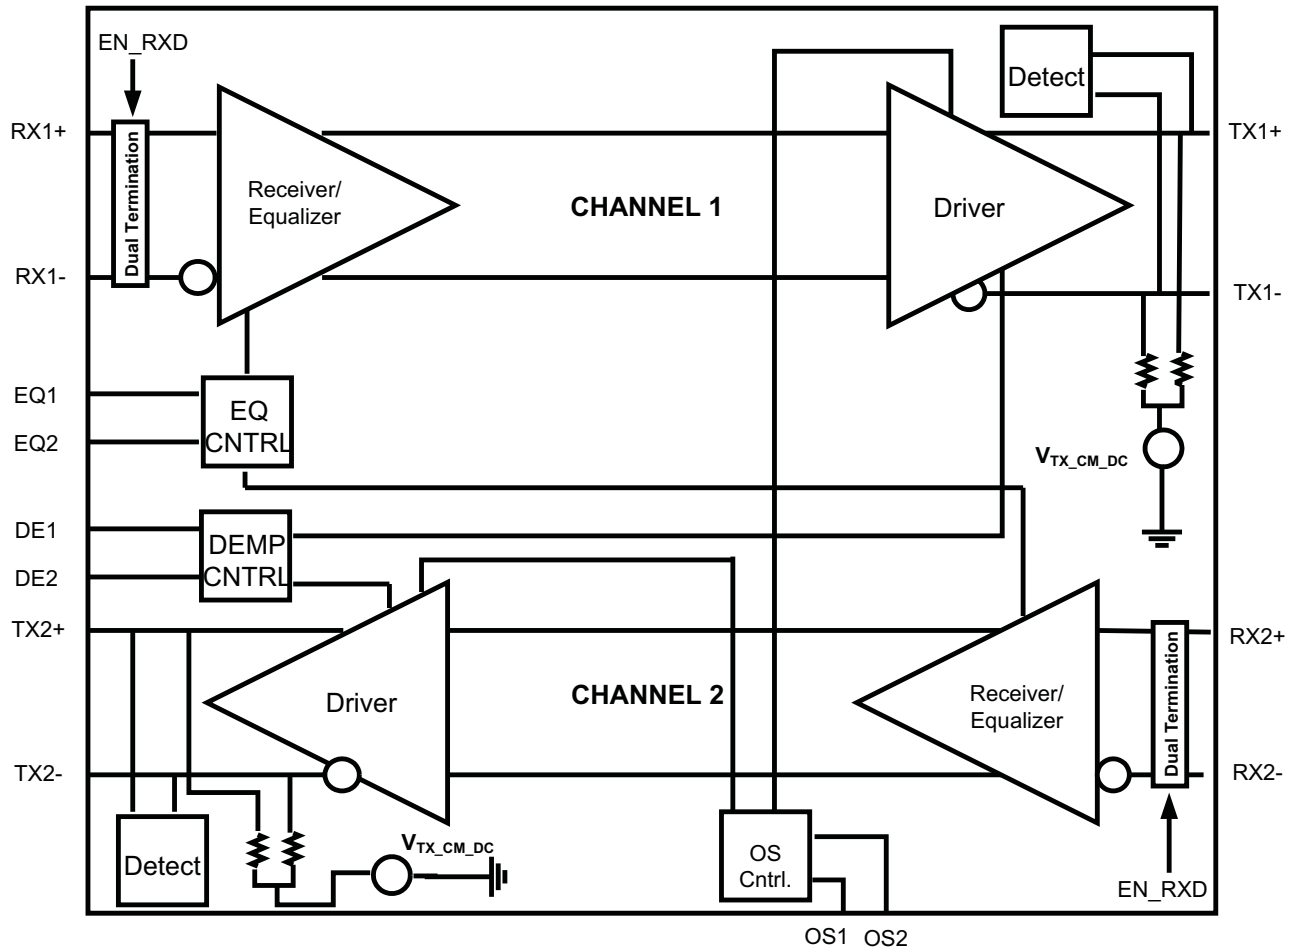 EN_RXD
Detect
RX1+
TX1+
Dual Termination
Receiver/
Equalizer
CHANNEL 1
Driver
RX1-
TX1-
EQ1
EQ
CNTRL
EQ2
VTX_CM_DC
DE1
DEMP
CNTRL
DE2
TX2+
RX2+
Driver
CHANNEL 2
Receiver/
Equalizer
Dual Termination
TX2-
RX2-
VTX_CM_DC
Detect
OS
Cntrl.
EN_RXD
OS1
OS2